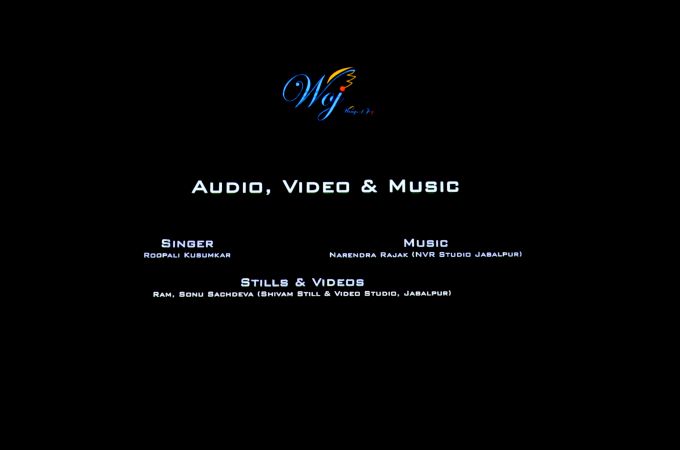 Woj
AUDIO, VIDEO & MUSIC
SINGER
ROOPALI KUSUMKAR
MUSIC
NARENDRA RAJAK (NVR STUDIO JABALPUR)
STILLS & VIDEOS
RAM, SONU SACHDEVA (SHIVAM STILL & VIDEO STUDIO, JABALPUR)